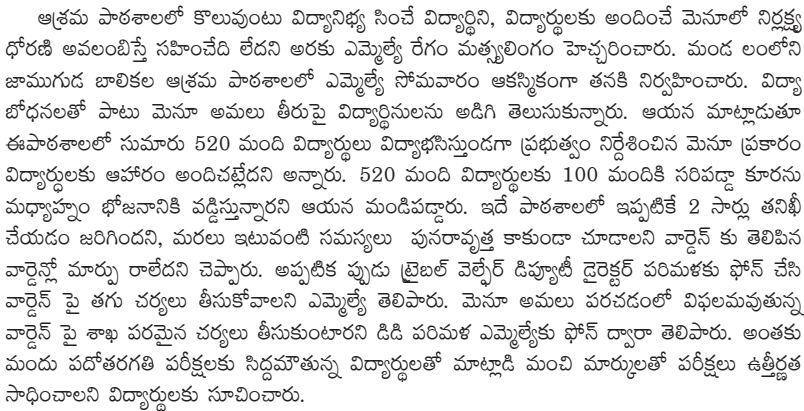 ఆశ్రమ పాఠశాలలో కొలువుంటు విద్యానిభ్య సించే విద్యార్థిని, విద్యార్థులకు అందించే మెనూలో నిర్లక్ష్య
ధోరణి అవలంబిస్తే సహించేది లేదని అరకు ఎమ్మెల్యే రేగం మత్స్యలింగం హెచ్చరించారు. మండ లంలోని
జాముగుడ బాలికల ఆశ్రమ పాఠశాలలో ఎమ్మెల్యే సోమవారం ఆకస్మికంగా తనకి నిర్వహించారు. విద్యా
బోధనలతో పాటు మెనూ అమలు తీరుపై విద్యార్థినులను అడిగి తెలుసుకున్నారు. ఆయన మాట్లాడుతూ
ఈపాఠశాలలో సుమారు 520 మంది విద్యార్థులు విద్యాభసిస్తుండగా ప్రభుత్వం నిర్దేశించిన మెనూ ప్రకారం
విద్యార్ధులకు ఆహారం అందిచట్లేదని అన్నారు. 520 మంది విద్యార్థులకు 100 మందికి సరిపడ్డా కూరను
మధ్యాహ్నం భోజనానికి వడ్డిస్తున్నారని ఆయన మండిపడ్డారు. ఇదే పాఠశాలలో ఇప్పటికే 2 సార్లు తనిఖీ
చేయడం జరిగిందని, మరలు ఇటువంటి సమస్యలు పునరావృత్త కాకుండా చూడాలని వార్డెన్ కు తెలిపిన
వార్డెన్లో మార్పు రాలేదని చెప్పారు. అప్పటిక ప్పుడు ట్రైబల్ వెల్ఫేర్ డిప్యూటీ డైరెక్టర్ పరిమళకు ఫోన్ చేసి
వార్డెన్ పై తగు చర్యలు తీసుకోవాలని ఎమ్మెల్యే తెలిపారు. మెనూ అమలు పరచడంలో విఫలమవుతున్న
వార్డెన్ పై శాఖ పరమైన చర్యలు తీసుకుంటారని డిడి పరిమళ ఎమ్మెల్యేకు ఫోన్ ద్వారా తెలిపారు. అంతకు
మందు పదోతరగతి పరీక్షలకు సిద్దమౌతున్న విద్యార్థులతో మాట్లాడి మంచి మార్కులతో పరీక్షలు ఉత్తీర్ణత
సాధించాలని విద్యార్థులకు సూచించారు.